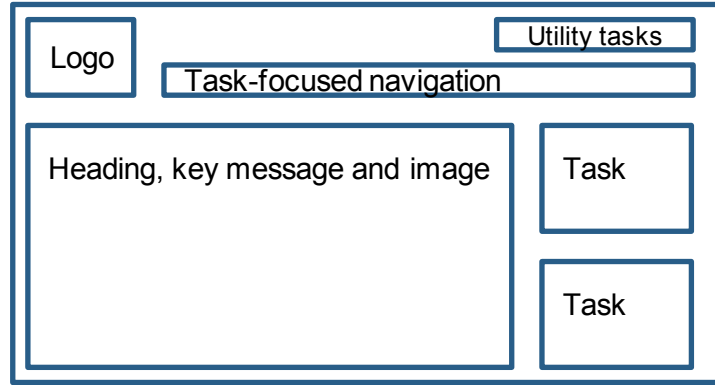 Logo
Utility tasks
Task-focused navigation
Heading, key message and image
Task
Task